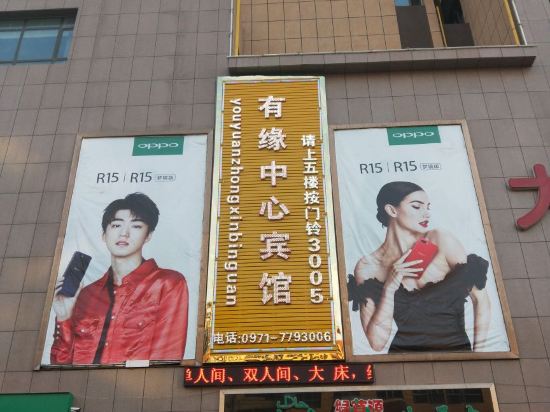 oppo
R15 | R15 梦镜版
有缘中心宾馆
youyuanzhongxinbinguan
请上五楼按门铃3005
电话:0971-7793006
oppo
R15 | R15 梦镜版
单人间、双人间、大 床,